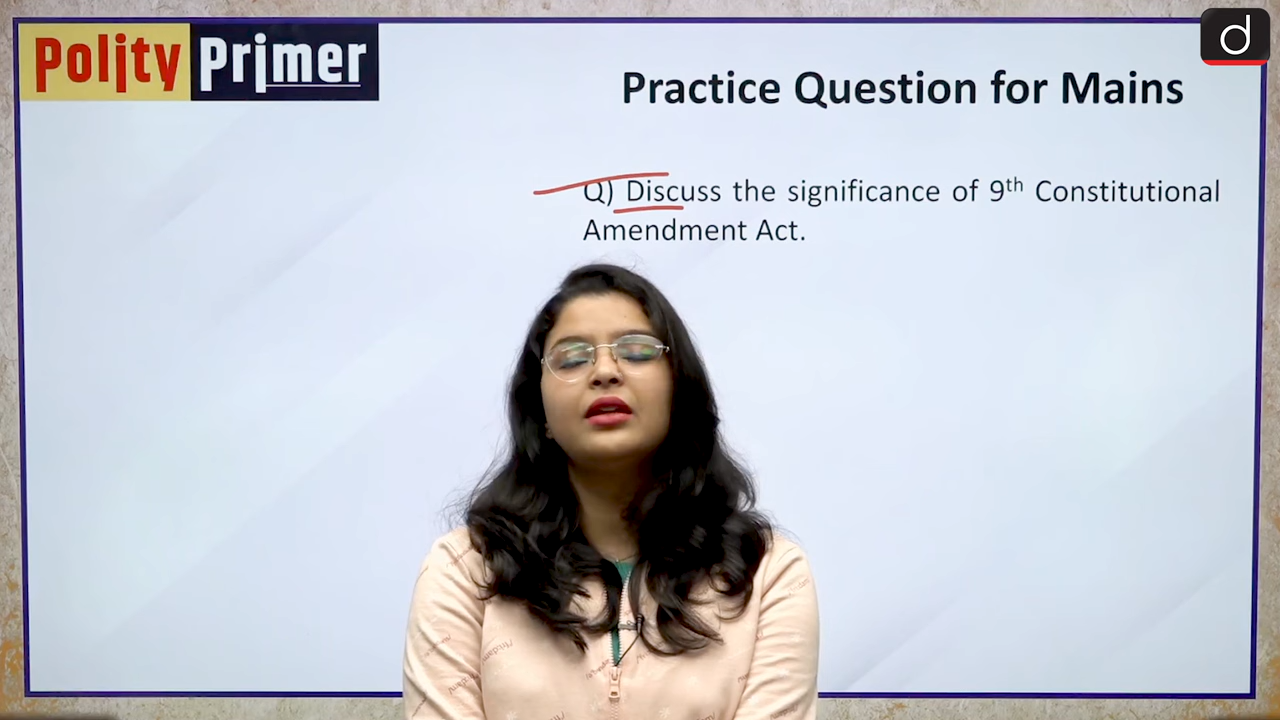 Polity Primer
Practice Question for Mains
Q) Discuss the significance of 9th Constitutional
Amendment Act.
d